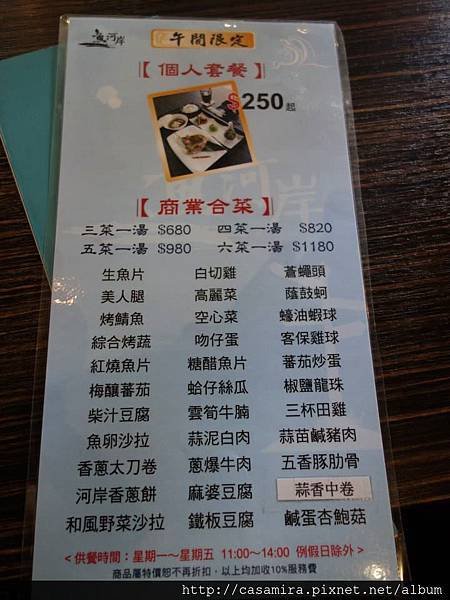 漁河岸
午間限定
【個人套餐】
$250起
【商業合菜】
三菜一湯 $680 四菜一湯 $820
五菜一湯 $980 六菜一湯 $1180
生魚片 白切雞 蒼蠅頭
美人腿 高麗菜 蔭鼓蚵
烤鯖魚 空心菜 蠔油蝦球
綜合烤蔬 吻仔蛋 客保雞球
紅燒魚片 糖醋魚片 蕃茄炒蛋
梅釀蕃茄 蛤仔絲瓜 椒鹽龍珠
柴汁豆腐 雲筍牛腩 三杯田雞
魚卵沙拉 蒜泥白肉 蒜苗鹹豬肉
香蔥太刀卷 蔥爆牛肉 五香豚肋骨
河岸香蔥餅 麻婆豆腐 蒜香中卷
和風野菜沙拉 鐵板豆腐 鹹蛋杏鮑菇
<供餐時間：星期一～星期五 11:00～14:00 例假日除外>
商品屬特價恕不再折扣，以上均加收10%服務費
http://casamira.pixnet.net/album